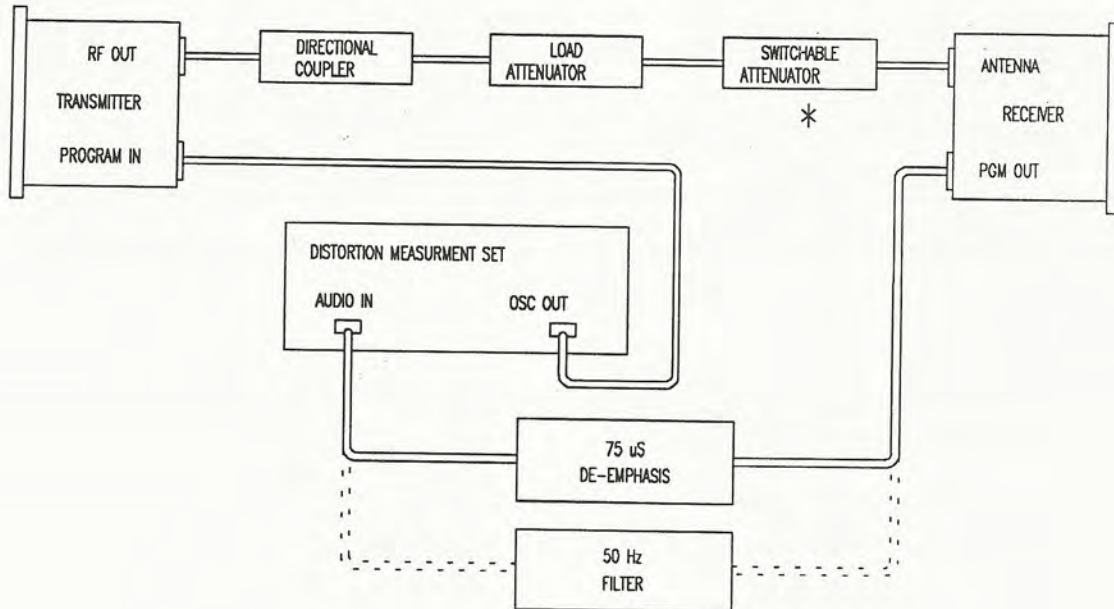 RF OUT
TRANSMITTER
PROGRAM IN
DIRECTIONAL
COUPLER
LOAD
ATTENUATOR
SWITCHABLE
ATTENUATOR
*
ANTENNA
RECEIVER
PGM OUT
DISTORTION MEASURMENT SET
AUDIO IN
OSC OUT
75 uS
DE-EMPHASIS
50 Hz
FILTER